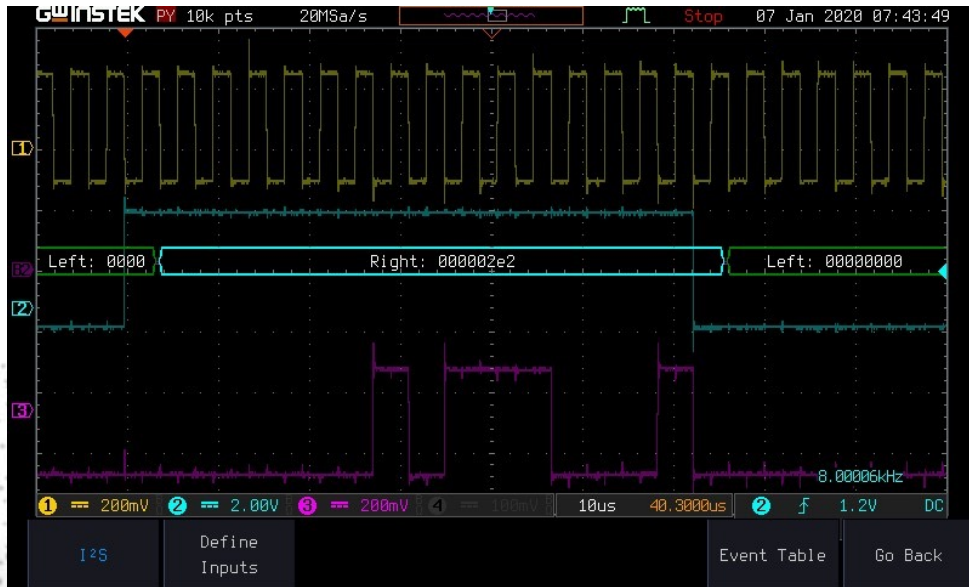 GWINSTEK PY 10k pts 20MSa/s Stop 07 Jan 2020 07:43:49
1
Left: 0000 Right: 000002e2 Left: 00000000
B2
2
3
8.00006kHz
1 200mV 2 2.00V 3 200mV 4 100mV 10us 40.3000us 2 1.2V DC
I²S Define Inputs Event Table Go Back